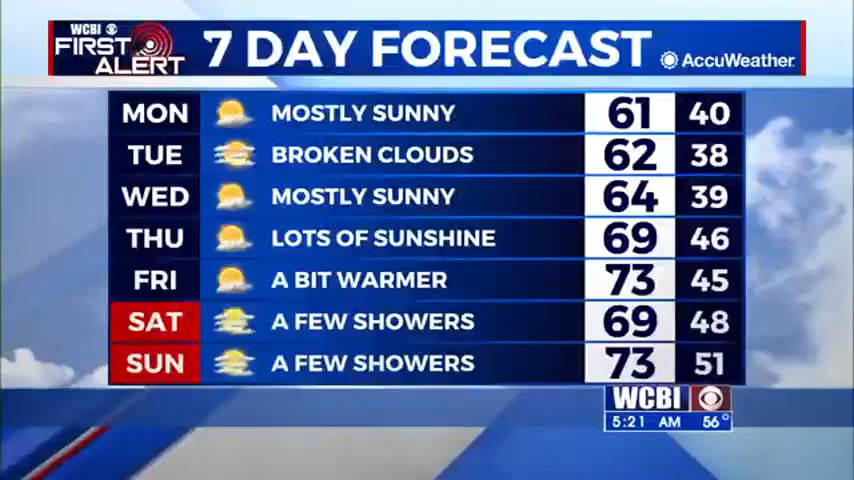 WCBI
FIRST
ALERT
7 DAY FORECAST
AccuWeather
MON MOSTLY SUNNY 61 40
TUE BROKEN CLOUDS 62 38
WED MOSTLY SUNNY 64 39
THU LOTS OF SUNSHINE 69 46
FRI A BIT WARMER 73 45
SAT A FEW SHOWERS 69 48
SUN A FEW SHOWERS 73 51
WCBI
5:21 AM 56°